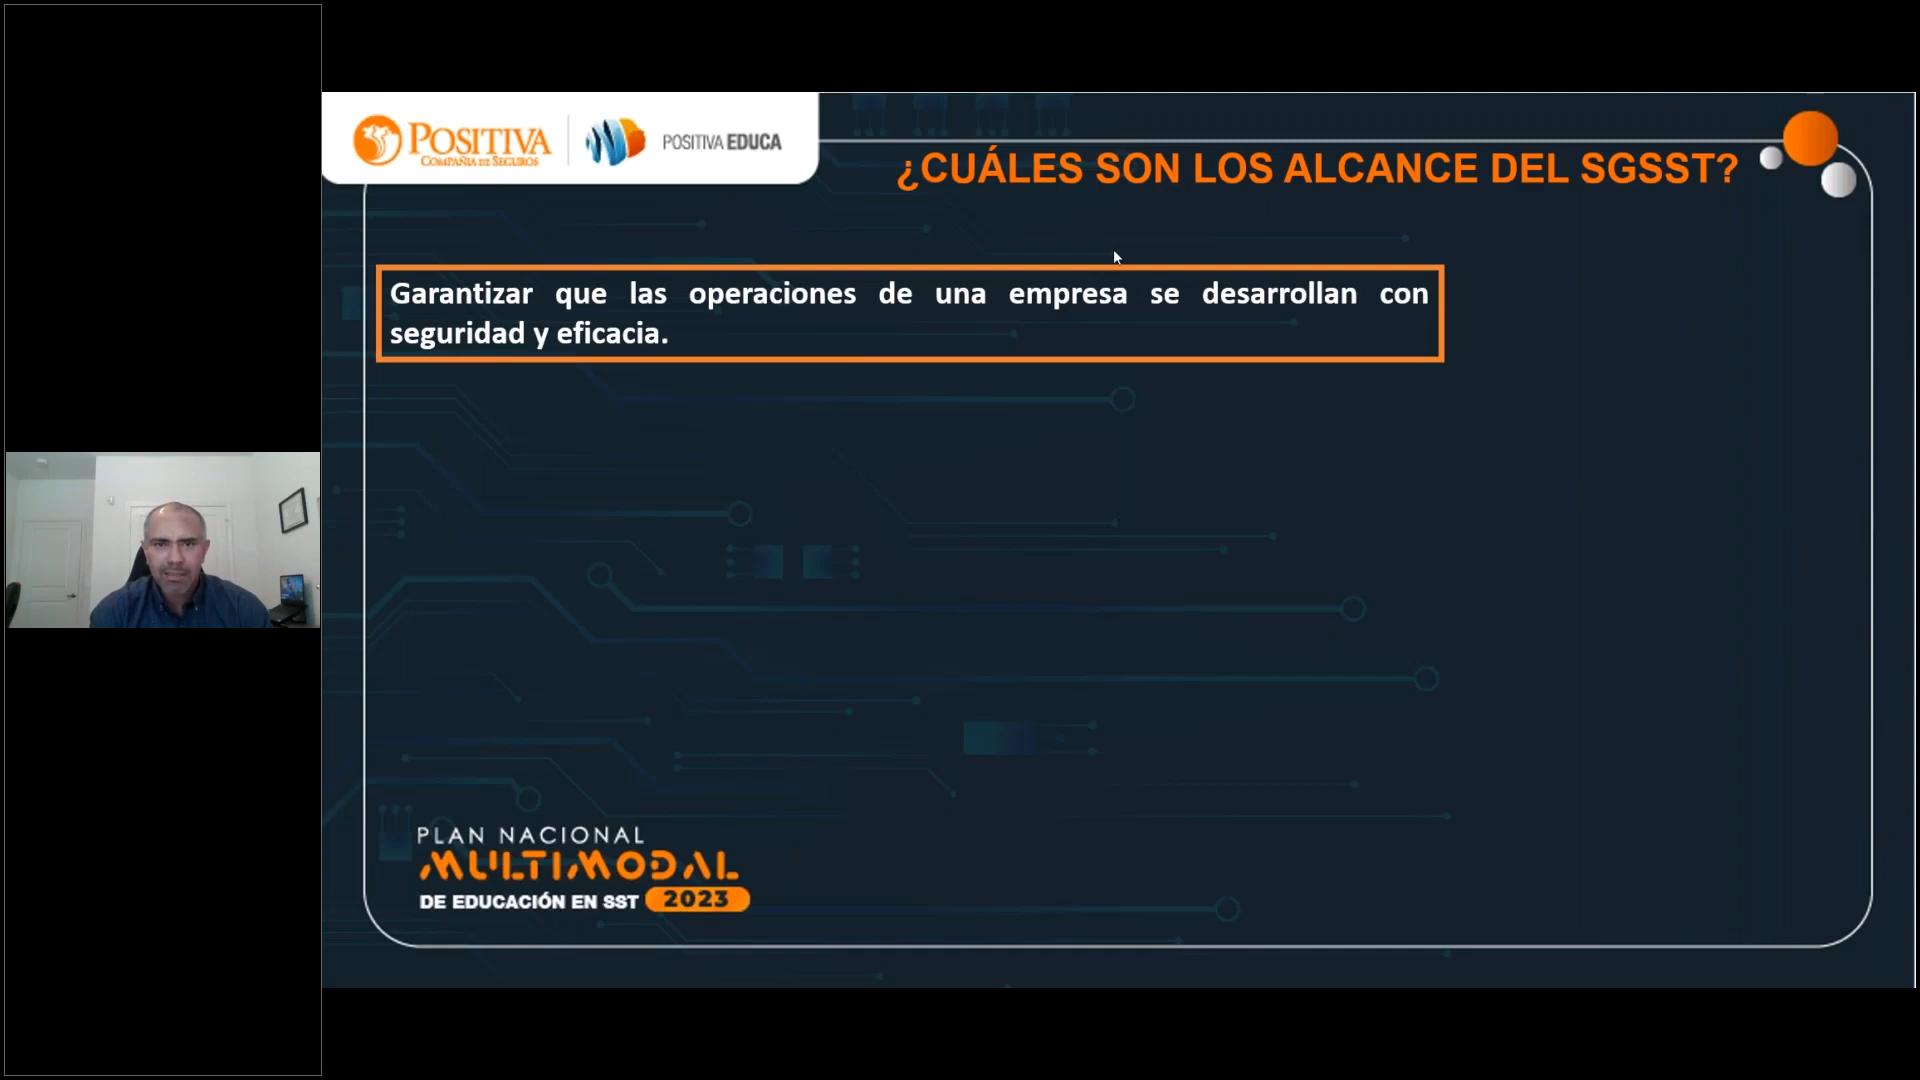 POSITIVA
COMPAÑÍA DE SEGUROS
POSITIVA EDUCA
¿CUÁLES SON LOS ALCANCE DEL SGSST?
Garantizar que las operaciones de una empresa se desarrollan con
seguridad y eficacia.
PLAN NACIONAL
MULTIMODAL
DE EDUCACIÓN EN SST 2023